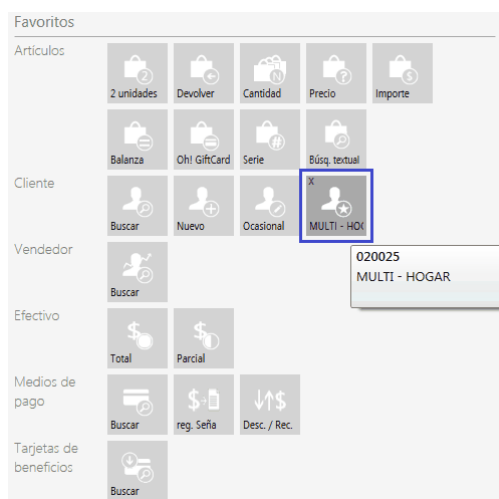 Favoritos
Artículos
2 unidades Devolver Cantidad Precio Importe
Balanza Oh! GiftCard Serie Búsq. textual
Cliente
X
Buscar Nuevo Ocasional MULTI - HO(
020025
MULTI - HOGAR
Vendedor
Buscar
Efectivo
Total Parcial
Medios de
pago
Buscar reg. Seña Desc. / Rec.
Tarjetas de
beneficios
Buscar